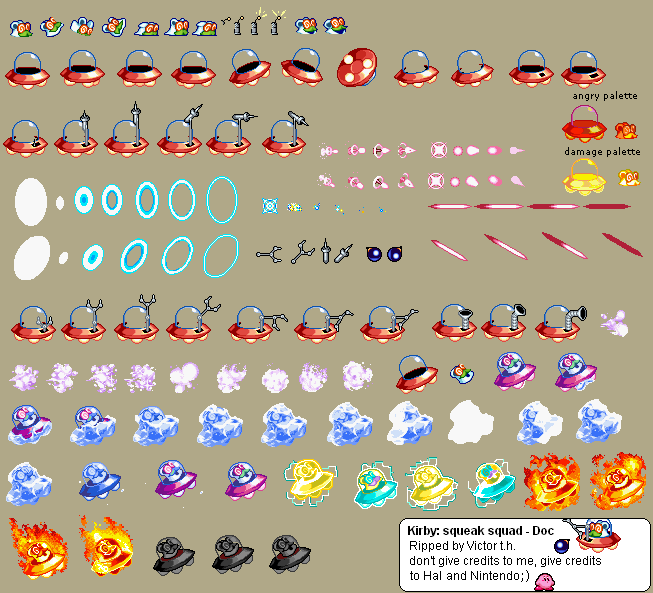 angry palette
damage palette
Kirby: squeak squad - Doc
Ripped by Victor t.h.
don't give credits to me, give credits
to Hal and Nintendo;)